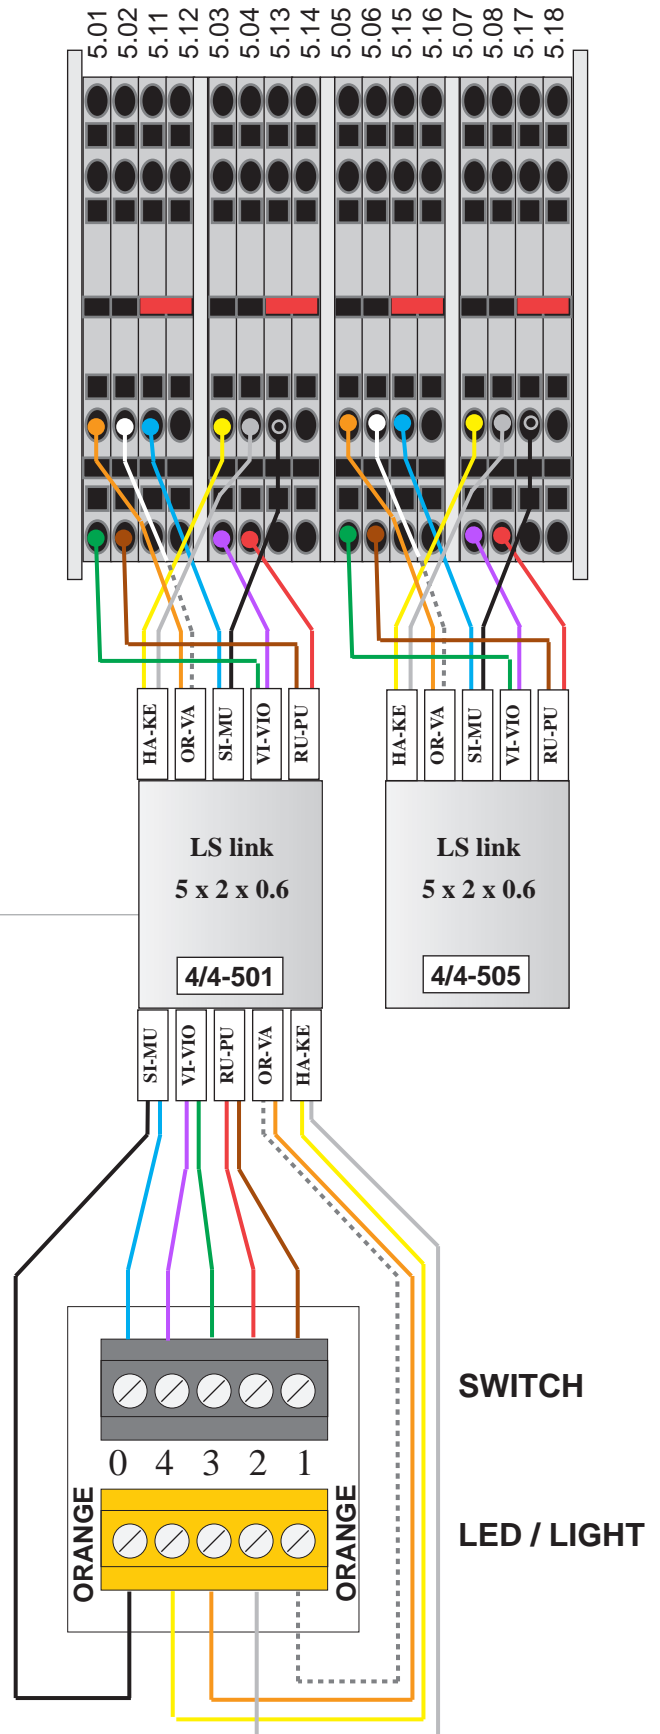 5.01 5.02 5.11 5.12 5.03 5.04 5.13 5.14 5.05 5.06 5.15 5.16 5.07 5.08 5.17 5.18
HA-KE OR-VA SI-MU VI-VIO RU-PU
HA-KE OR-VA SI-MU VI-VIO RU-PU
LS link
5 x 2 x 0.6
4/4-501
LS link
5 x 2 x 0.6
4/4-505
SI-MU VI-VIO RU-PU OR-VA HA-KE
SWITCH
0 4 3 2 1
ORANGE
ORANGE
LED / LIGHT